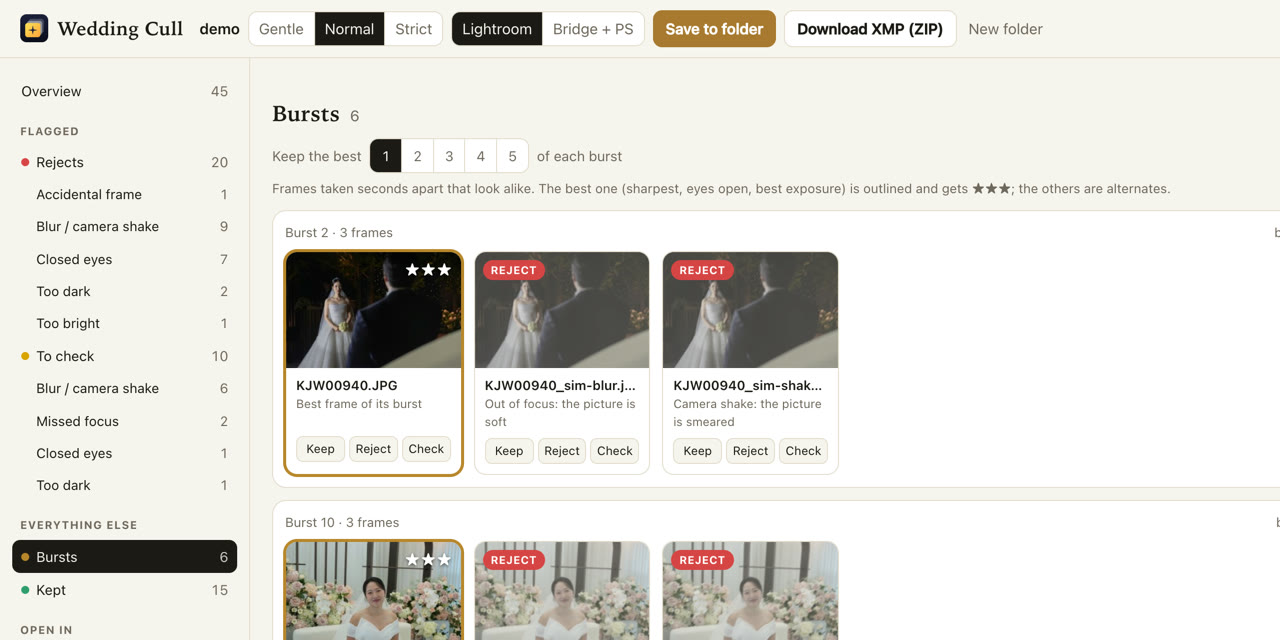 Wedding Cull demo Gentle Normal Strict Lightroom Bridge + PS Save to folder Download XMP (ZIP) New folder
Overview 45
FLAGGED
Rejects 20
Accidental frame 1
Blur / camera shake 9
Closed eyes 7
Too dark 2
Too bright 1
To check 10
Blur / camera shake 6
Missed focus 2
Closed eyes 1
Too dark 1
EVERYTHING ELSE
Bursts 6
Kept 15
OPEN IN
Bursts 6
Keep the best 1 2 3 4 5 of each burst
Frames taken seconds apart that look alike. The best one (sharpest, eyes open, best exposure) is outlined and gets ★★★; the others are alternates.
Burst 2 · 3 frames
★★★
KJW00940.JPG
Best frame of its burst
Keep Reject Check
REJECT
KJW00940_sim-blur.j...
Out of focus: the picture is
soft
Keep Reject Check
REJECT
KJW00940_sim-shak...
Camera shake: the picture
is smeared
Keep Reject Check
Burst 10 · 3 frames
★★★
REJECT
REJECT